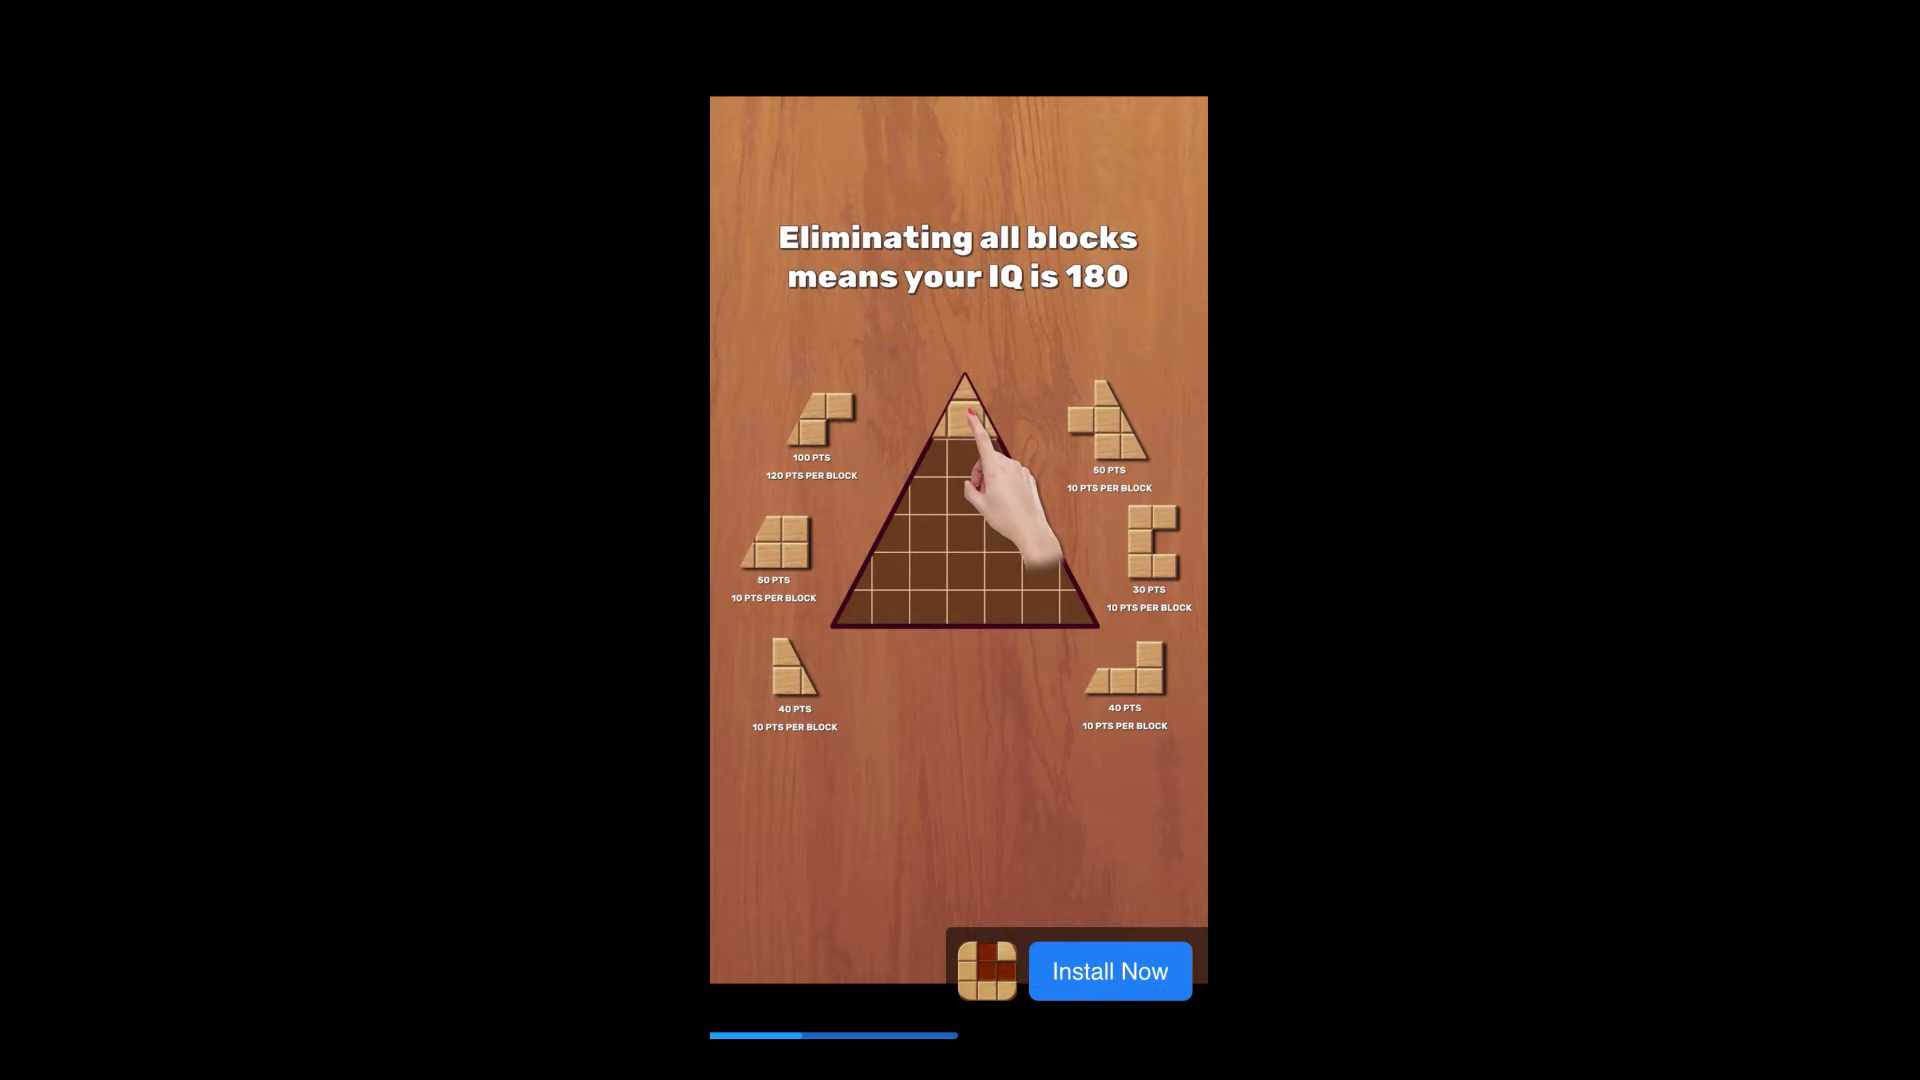 Eliminating all blocks
means your IQ is 180
100 PTS
120 PTS PER BLOCK
50 PTS
10 PTS PER BLOCK
50 PTS
10 PTS PER BLOCK
30 PTS
10 PTS PER BLOCK
40 PTS
10 PTS PER BLOCK
40 PTS
10 PTS PER BLOCK
Install Now